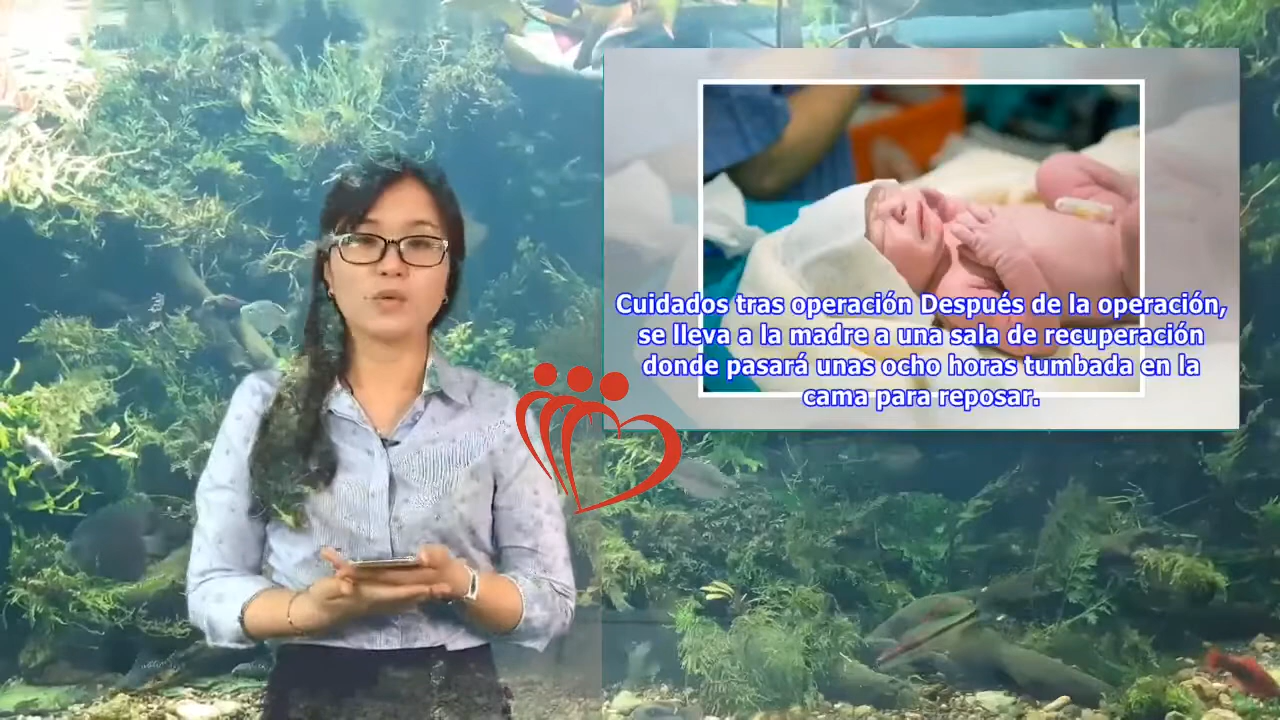 Cuidados tras operación Después de la operación,
se lleva a la madre a una sala de recuperación
donde pasará unas ocho horas tumbada en la
cama para reposar.